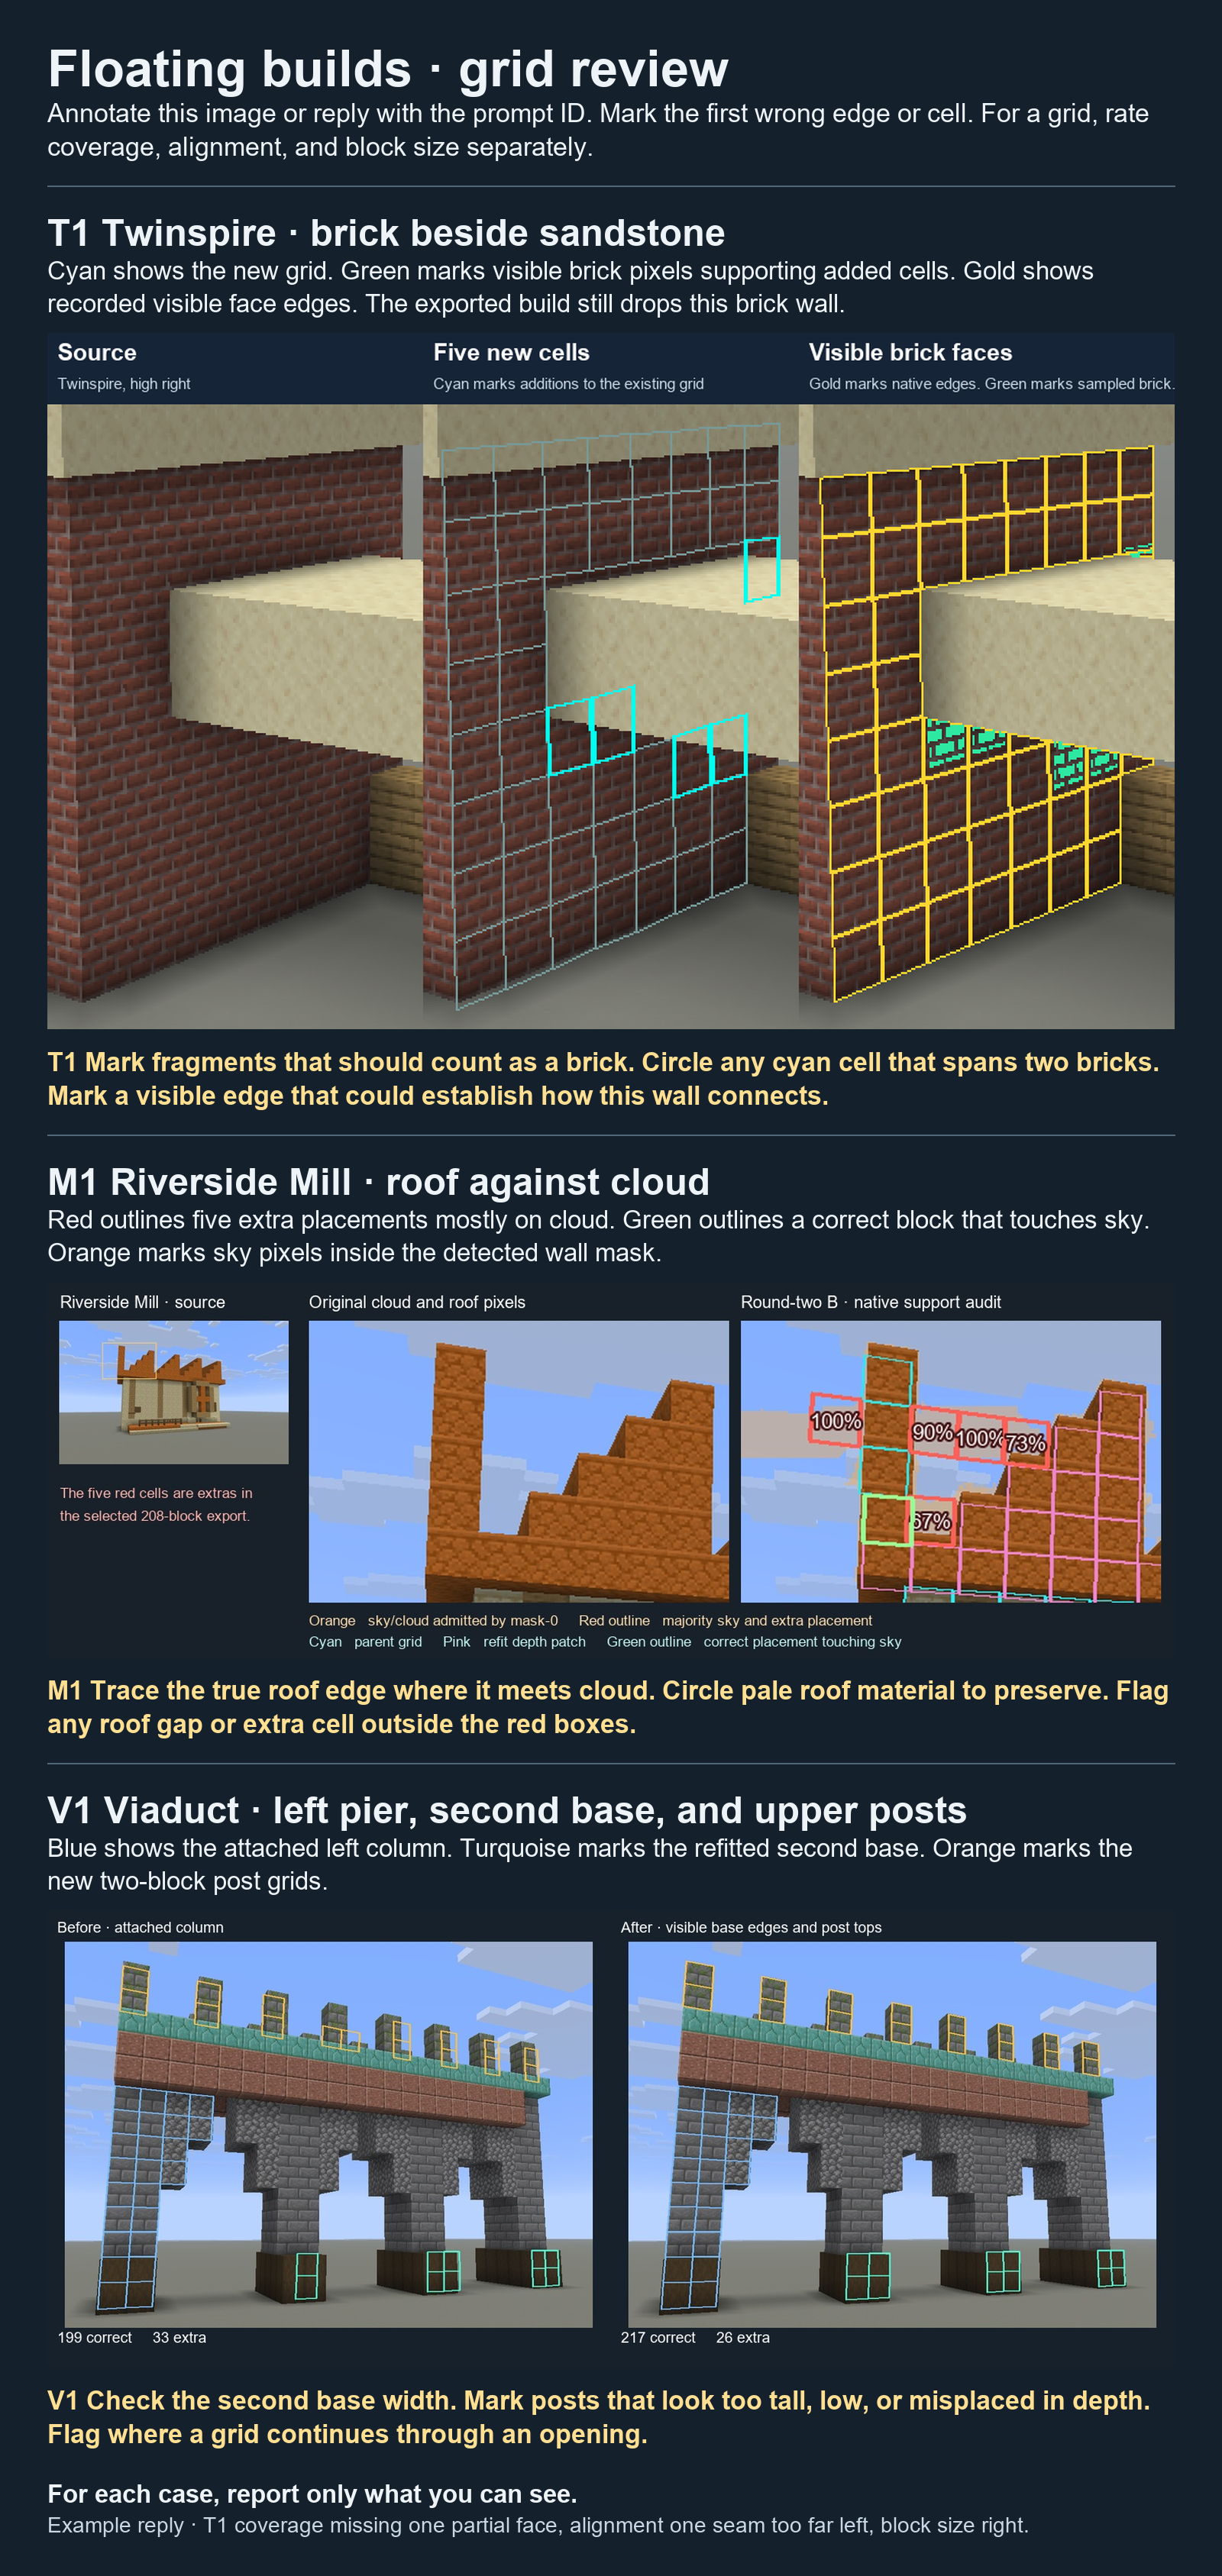 Floating builds · grid review
Annotate this image or reply with the prompt ID. Mark the first wrong edge or cell. For a grid, rate
coverage, alignment, and block size separately.
T1 Twinspire · brick beside sandstone
Cyan shows the new grid. Green marks visible brick pixels supporting added cells. Gold shows
recorded visible face edges. The exported build still drops this brick wall.
Source
Twinspire, high right
Five new cells
Cyan marks additions to the existing grid
Visible brick faces
Gold marks native edges. Green marks sampled brick.
T1 Mark fragments that should count as a brick. Circle any cyan cell that spans two bricks.
Mark a visible edge that could establish how this wall connects.
M1 Riverside Mill · roof against cloud
Red outlines five extra placements mostly on cloud. Green outlines a correct block that touches sky.
Orange marks sky pixels inside the detected wall mask.
Riverside Mill · source
Original cloud and roof pixels
Round-two B · native support audit
100%
90%
100%
73%
67%
The five red cells are extras in
the selected 208-block export.
Orange sky/cloud admitted by mask-0 Red outline majority sky and extra placement
Cyan parent grid Pink refit depth patch Green outline correct placement touching sky
M1 Trace the true roof edge where it meets cloud. Circle pale roof material to preserve. Flag
any roof gap or extra cell outside the red boxes.
V1 Viaduct · left pier, second base, and upper posts
Blue shows the attached left column. Turquoise marks the refitted second base. Orange marks the
new two-block post grids.
Before · attached column
After · visible base edges and post tops
199 correct 33 extra
217 correct 26 extra
V1 Check the second base width. Mark posts that look too tall, low, or misplaced in depth.
Flag where a grid continues through an opening.
For each case, report only what you can see.
Example reply · T1 coverage missing one partial face, alignment one seam too far left, block size right.